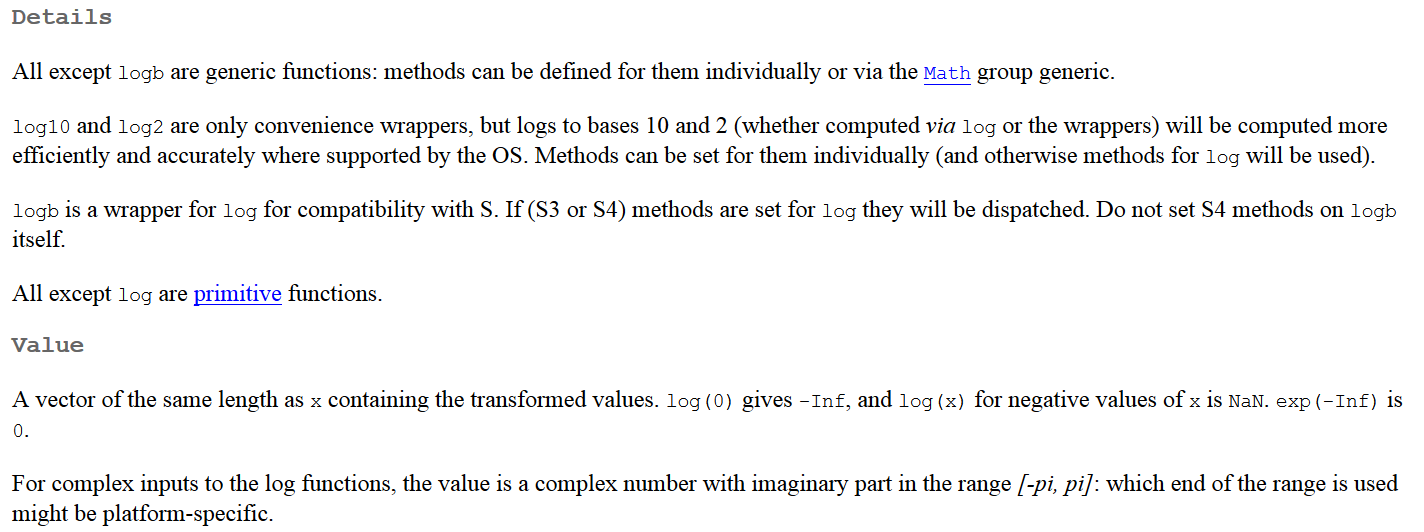 Details
All except logb are generic functions: methods can be defined for them individually or via the Math group generic.
log10 and log2 are only convenience wrappers, but logs to bases 10 and 2 (whether computed via log or the wrappers) will be computed more
efficiently and accurately where supported by the OS. Methods can be set for them individually (and otherwise methods for log will be used).
logb is a wrapper for log for compatibility with S. If (S3 or S4) methods are set for log they will be dispatched. Do not set S4 methods on logb
itself.
All except log are primitive functions.
Value
A vector of the same length as x containing the transformed values. log(0) gives -Inf, and log(x) for negative values of x is NaN. exp(-Inf) is
0.
For complex inputs to the log functions, the value is a complex number with imaginary part in the range [-pi, pi]: which end of the range is used
might be platform-specific.